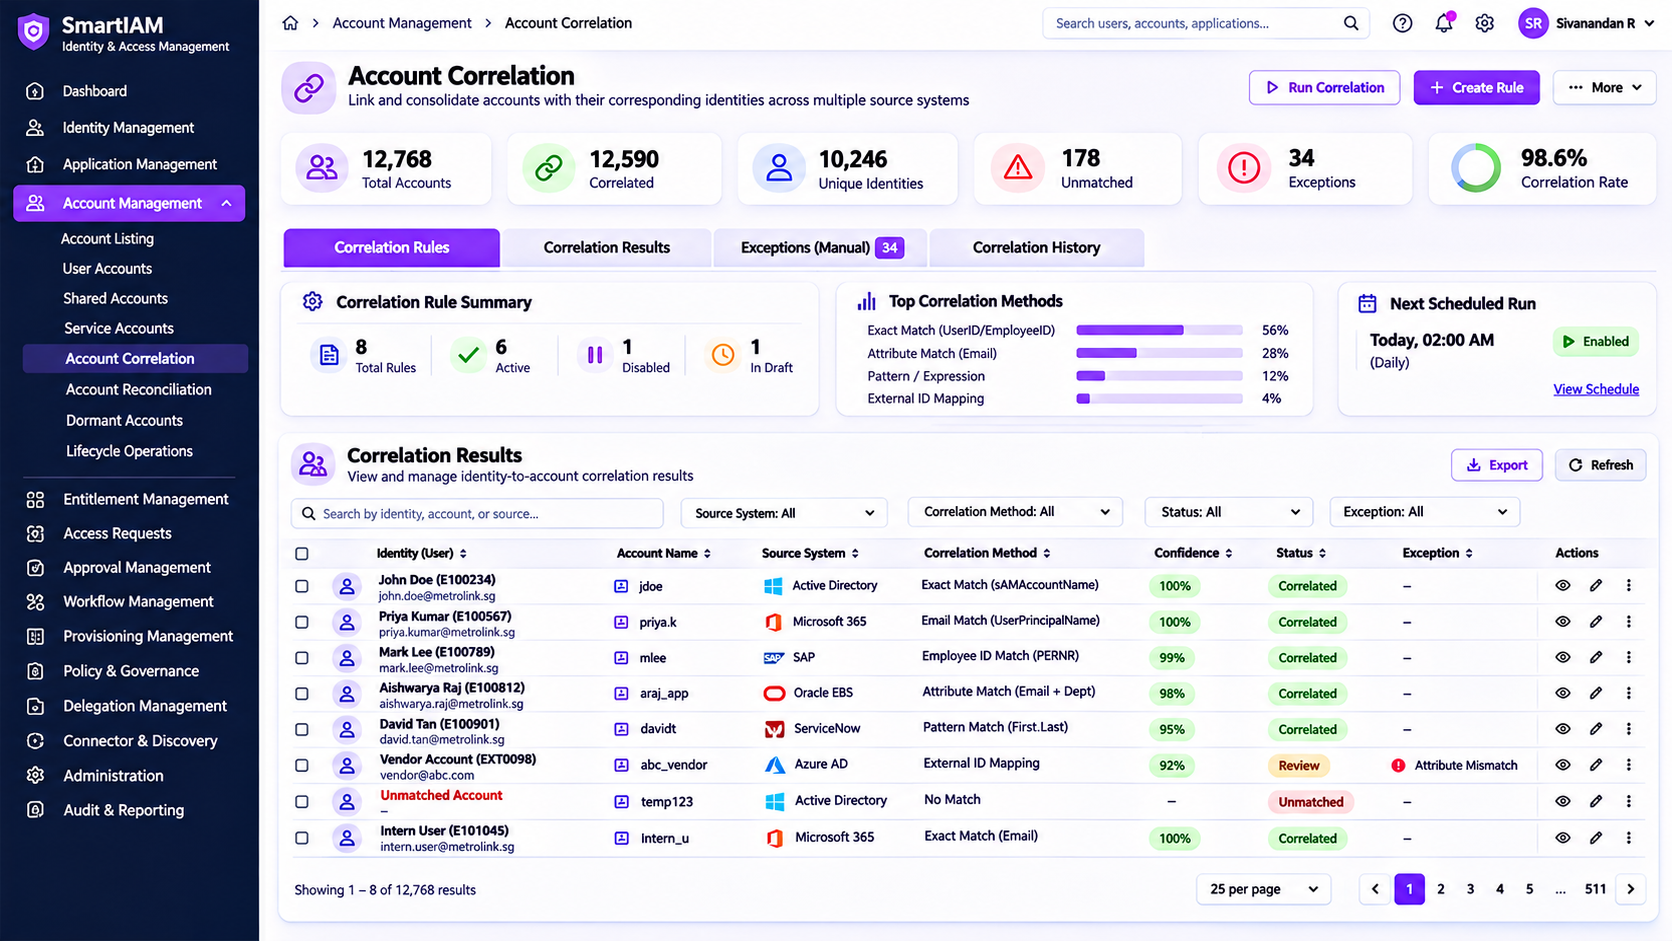 SmartIAM
Identity & Access Management
Dashboard
Identity Management
Application Management
Account Management
Account Listing
User Accounts
Shared Accounts
Service Accounts
Account Correlation
Account Reconciliation
Dormant Accounts
Lifecycle Operations
Entitlement Management
Access Requests
Approval Management
Workflow Management
Provisioning Management
Policy & Governance
Delegation Management
Connector & Discovery
Administration
Audit & Reporting
Account Management > Account Correlation
Search users, accounts, applications...
SR Sivanandan R
Account Correlation
Link and consolidate accounts with their corresponding identities across multiple source systems
Run Correlation
+ Create Rule
... More
12,768
Total Accounts
12,590
Correlated
10,246
Unique Identities
178
Unmatched
34
Exceptions
98.6%
Correlation Rate
Correlation Rules
Correlation Results
Exceptions (Manual) 34
Correlation History
Correlation Rule Summary
8
Total Rules
6
Active
1
Disabled
1
In Draft
Top Correlation Methods
Exact Match (UserID/EmployeeID) 56%
Attribute Match (Email) 28%
Pattern / Expression 12%
External ID Mapping 4%
Next Scheduled Run
Today, 02:00 AM
(Daily)
Enabled
View Schedule
Correlation Results
View and manage identity-to-account correlation results
Export
Refresh
Search by identity, account, or source...
Source System: All
Correlation Method: All
Status: All
Exception: All
Identity (User) Account Name Source System Correlation Method Confidence Status Exception Actions
John Doe (E100234) jdoe Active Directory Exact Match (sAMAccountName) 100% Correlated –
john.doe@metrolink.sg
Priya Kumar (E100567) priya.k Microsoft 365 Email Match (UserPrincipalName) 100% Correlated –
priya.kumar@metrolink.sg
Mark Lee (E100789) mlee SAP SAP Employee ID Match (PERNR) 99% Correlated –
mark.lee@metrolink.sg
Aishwarya Raj (E100812) araj_app Oracle EBS Attribute Match (Email + Dept) 98% Correlated –
aishwarya.raj@metrolink.sg
David Tan (E100901) davidt ServiceNow Pattern Match (First.Last) 95% Correlated –
david.tan@metrolink.sg
Vendor Account (EXT0098) abc_vendor Azure AD External ID Mapping 92% Review Attribute Mismatch
vendor@abc.com
Unmatched Account temp123 Active Directory No Match – Unmatched –
–
Intern User (E101045) Intern_u Microsoft 365 Exact Match (Email) 100% Correlated –
intern.user@metrolink.sg
Showing 1 – 8 of 12,768 results
25 per page
< 1 2 3 4 5 ... 511 >